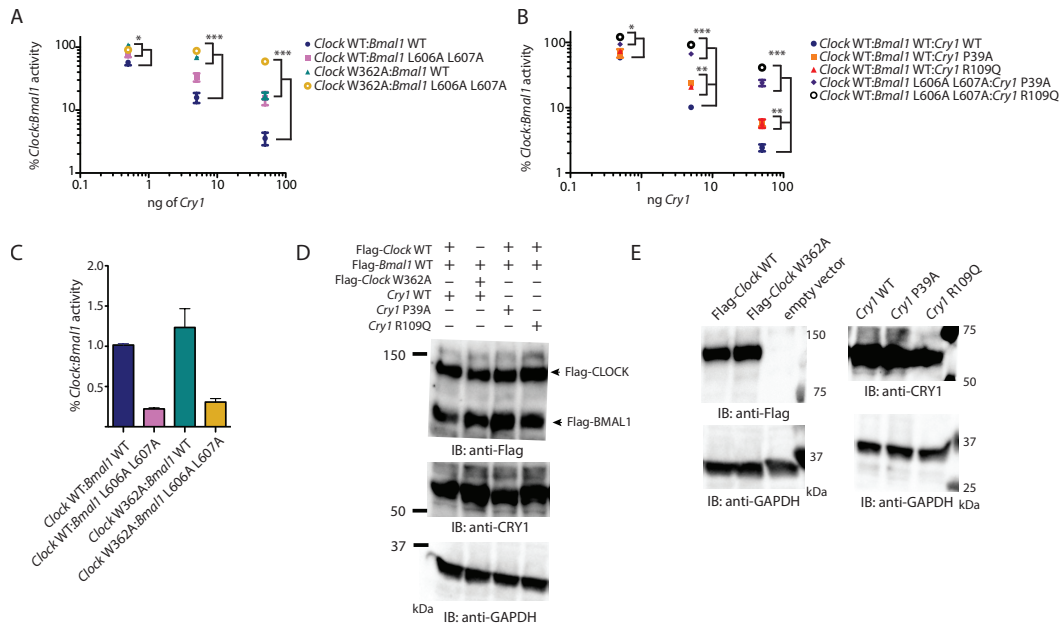 A
% Clock:Bmal1 activity
100
10
1
0.1
1
10
100
ng of Cry1
*
***
***
Clock WT:Bmal1 WT
Clock WT:Bmal1 L606A L607A
Clock W362A:Bmal1 WT
Clock W362A:Bmal1 L606A L607A
B
% Clock:Bmal1 activity
100
10
1
0.1
1
10
100
ng Cry1
*
***
**
***
**
Clock WT:Bmal1 WT:Cry1 WT
Clock WT:Bmal1 WT:Cry1 P39A
Clock WT:Bmal1 WT:Cry1 R109Q
Clock WT:Bmal1 L606A L607A:Cry1 P39A
Clock WT:Bmal1 L606A L607A:Cry1 R109Q
C
% Clock:Bmal1 activity
2.0
1.5
1.0
0.5
Clock WT:Bmal1 WT
Clock WT:Bmal1 L606A L607A
Clock W362A:Bmal1 WT
Clock W362A:Bmal1 L606A L607A
D
Flag-Clock WT + – + +
Flag-Bmal1 WT + + + +
Flag-Clock W362A – + – –
Cry1 WT + + – –
Cry1 P39A – – + –
Cry1 R109Q – – – +
150
Flag-CLOCK
Flag-BMAL1
IB: anti-Flag
50
IB: anti-CRY1
37
kDa
IB: anti-GAPDH
E
Flag-Clock WT
Flag-Clock W362A
empty vector
150
75
IB: anti-Flag
37
kDa
IB: anti-GAPDH
Cry1 WT
Cry1 P39A
Cry1 R109Q
75
50
IB: anti-CRY1
37
25
IB: anti-GAPDH
kDa